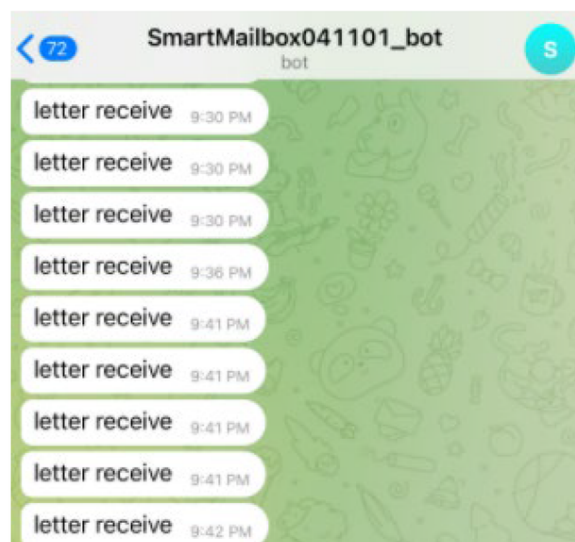 72
SmartMailbox041101_bot
bot
S
letter receive 9:30 PM
letter receive 9:30 PM
letter receive 9:30 PM
letter receive 9:36 PM
letter receive 9:41 PM
letter receive 9:41 PM
letter receive 9:41 PM
letter receive 9:41 PM
letter receive 9:42 PM